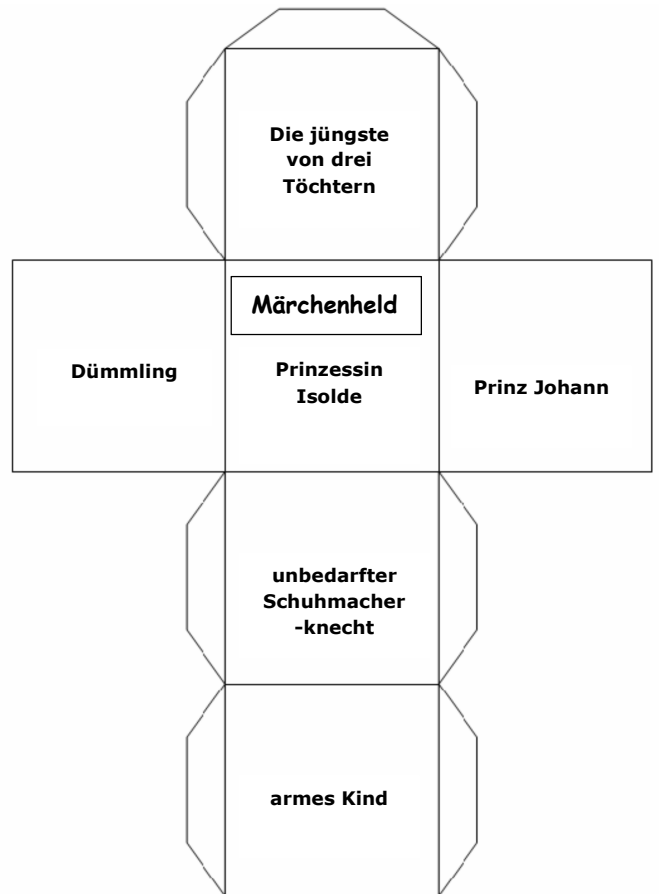 Die jüngste
von drei
Töchtern
Märchenheld
Dümmling
Prinzessin
Isolde
Prinz Johann
unbedarfter
Schuhmacher
-knecht
armes Kind